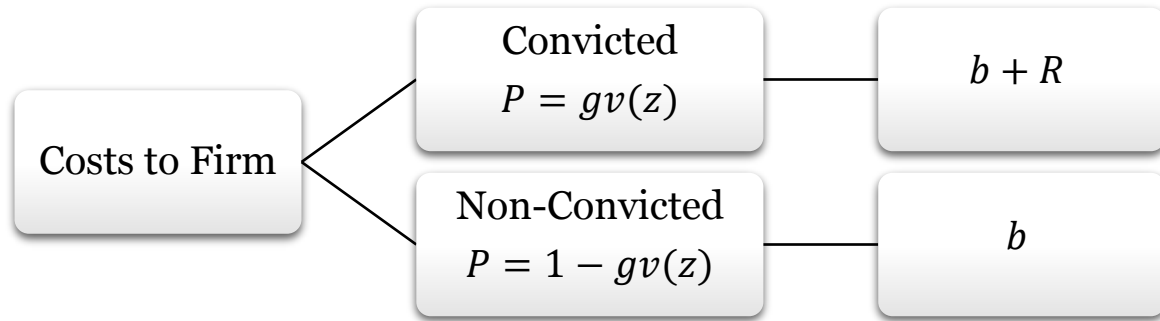 Costs to Firm
Convicted
P = gv(z)
b + R
Non-Convicted
P = 1 − gv(z)
b